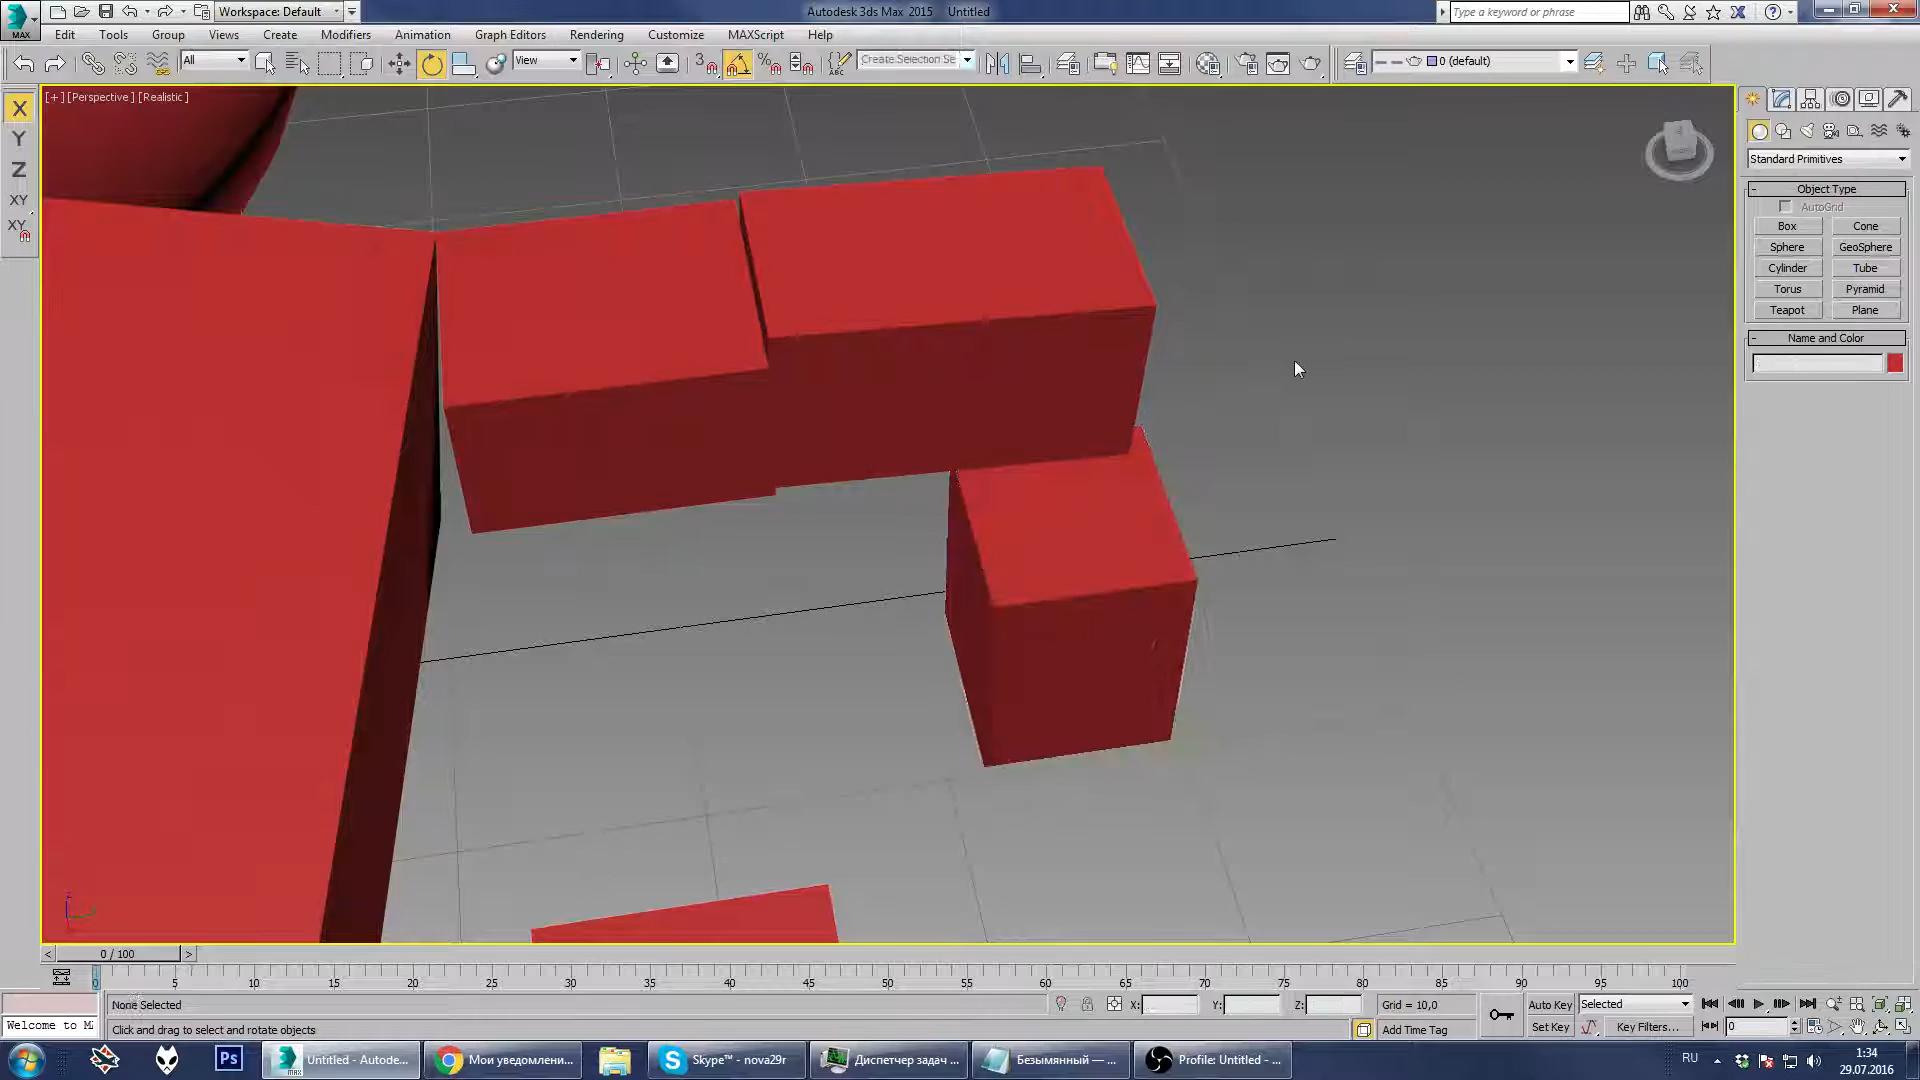 MAX
Workspace: Default
Autodesk 3ds Max 2015 Untitled
Type a keyword or phrase
Edit Tools Group Views Create Modifiers Animation Graph Editors Rendering Customize MAXScript Help
All
View
3
Create Selection Se
0 (default)
[+] [Perspective] [Realistic]
X
Y
Z
XY
XY
Standard Primitives
- Object Type
AutoGrid
Box Cone
Sphere GeoSphere
Cylinder Tube
Torus Pyramid
Teapot Plane
- Name and Color
< 0 / 100 >
0 5 10 15 20 25 30 35 40 45 50 55 60 65 70 75 80 85 90 95 100
None Selected
X: Y: Z:
Grid = 10,0
Auto Key
Selected
Welcome to
Click and drag to select and rotate objects
Add Time Tag
Set Key
Key Filters...
0
Ps
Untitled - Autode...
Мои уведомлени...
Skype™ - nova29r
Диспетчер задач ...
Безымянный — ...
Profile: Untitled - ...
RU
1:34
29.07.2016